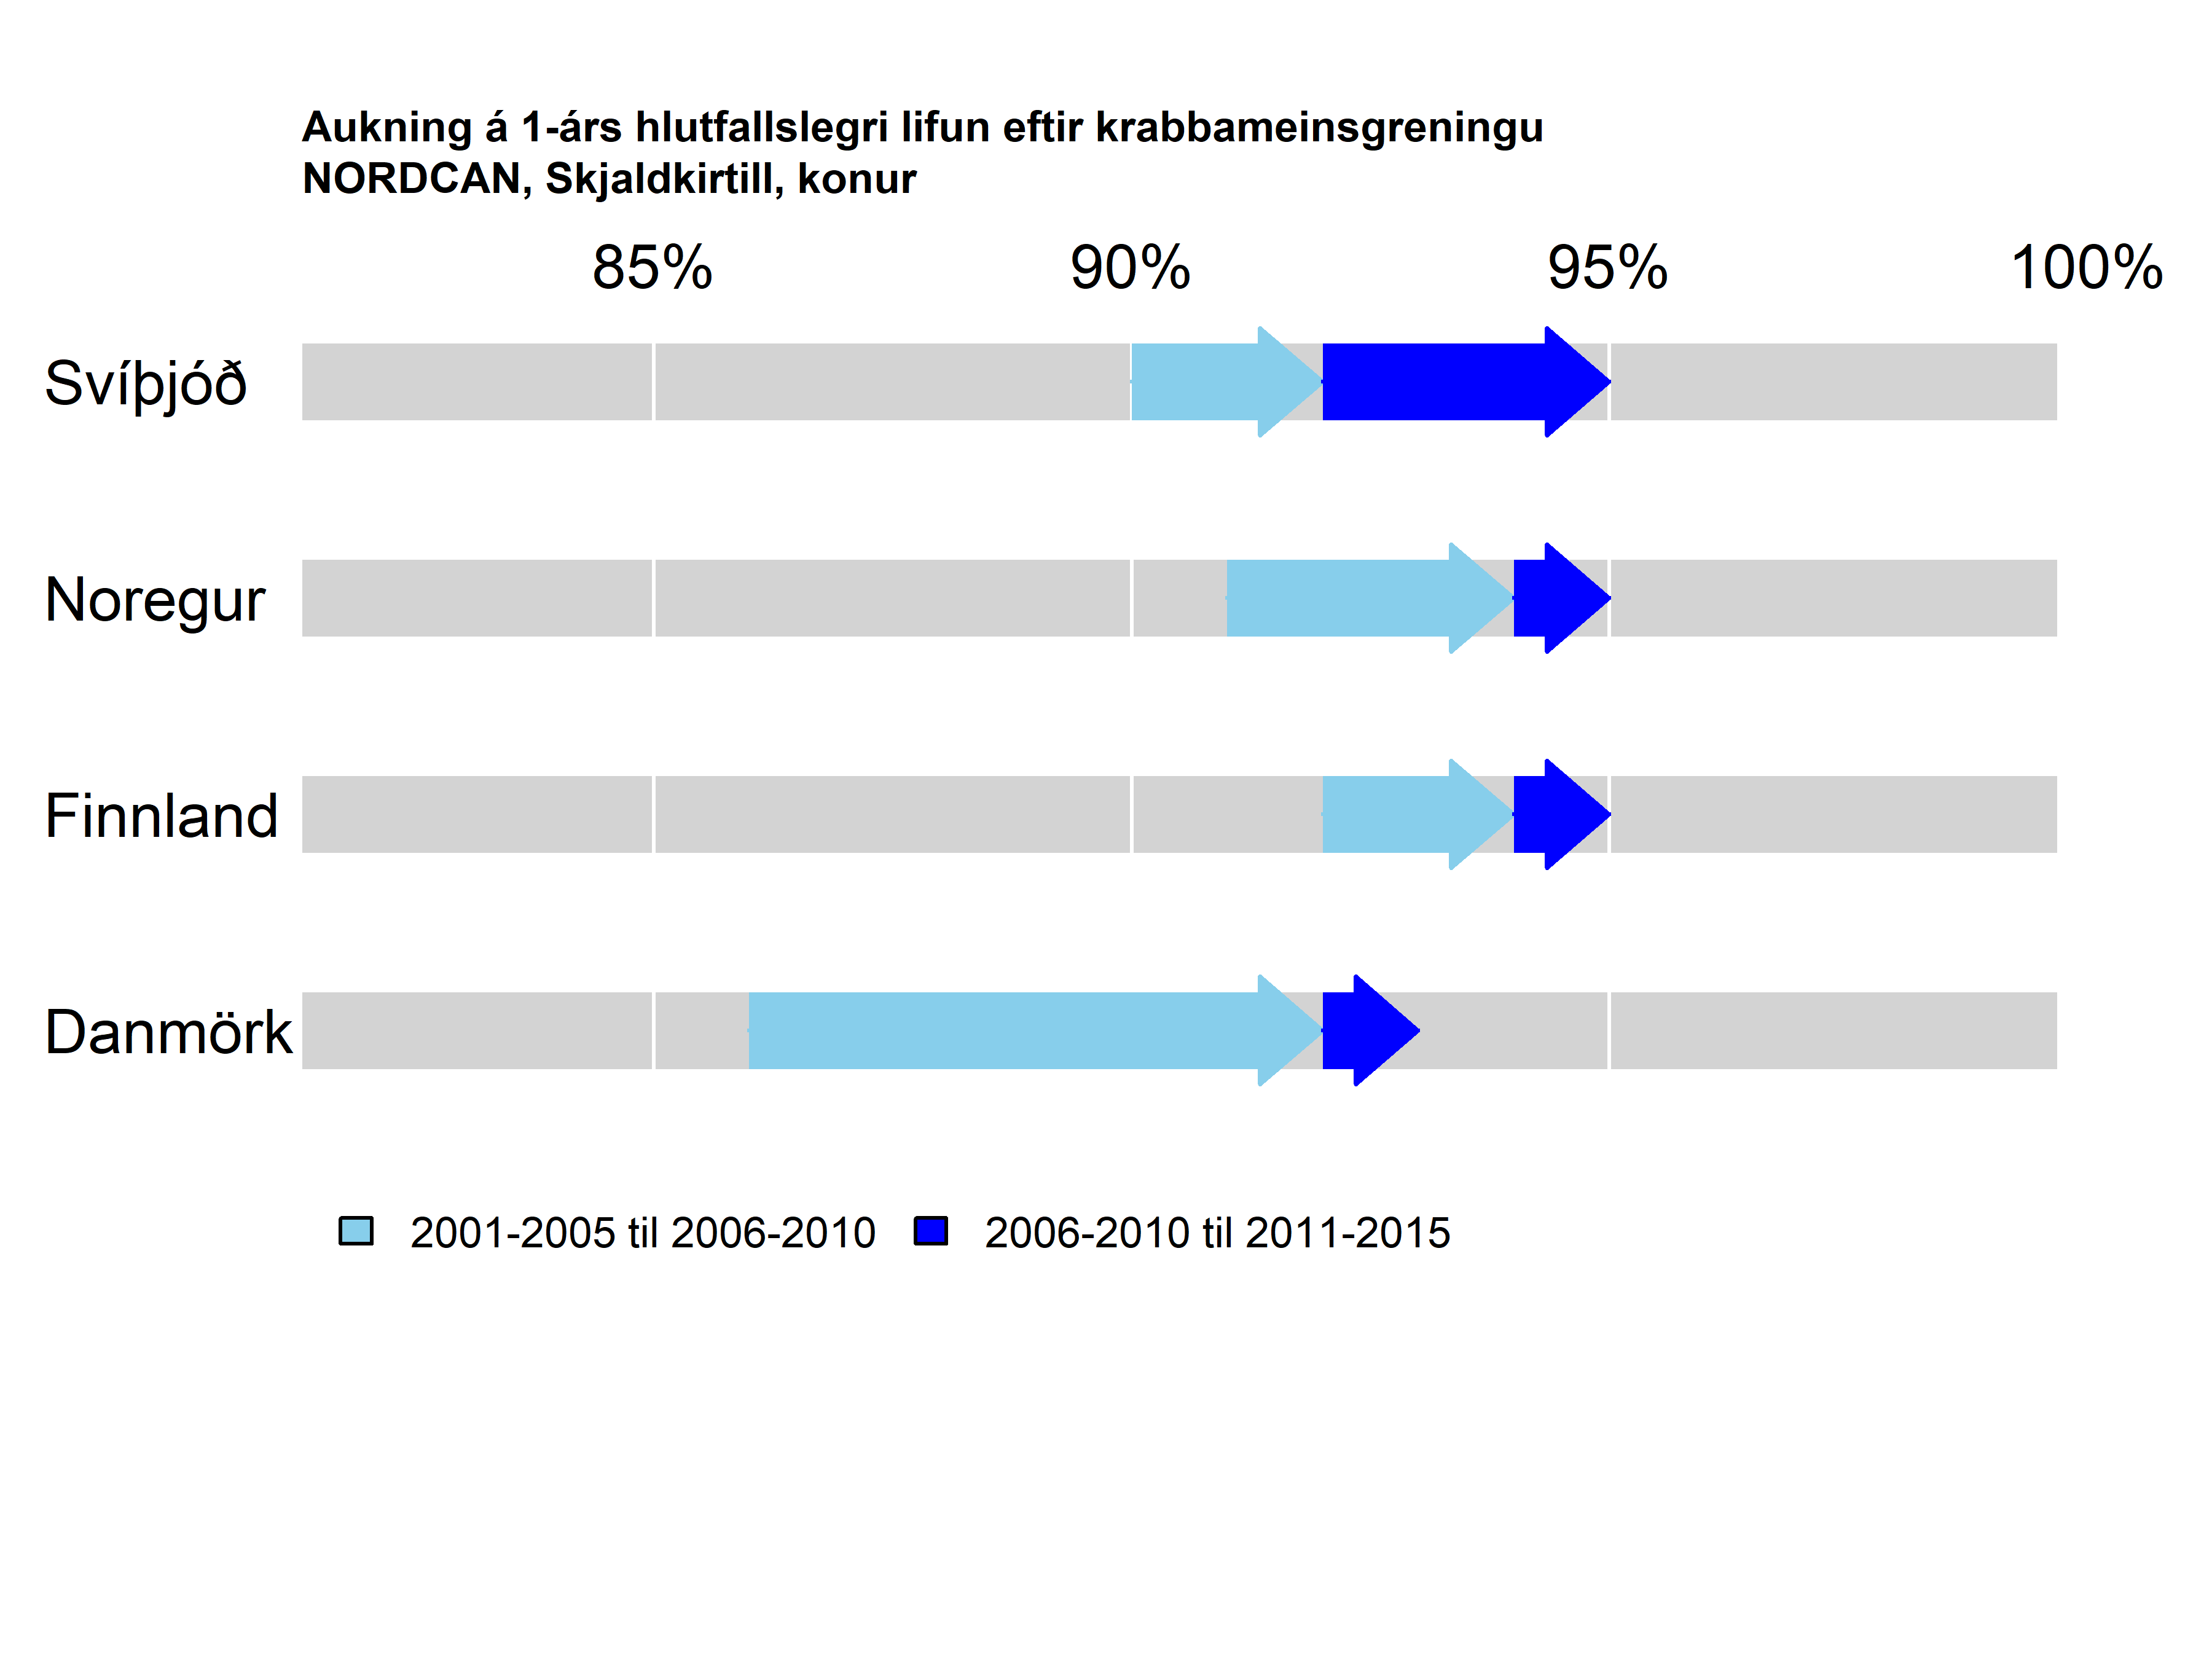 Aukning á 1-árs hlutfallslegri lifun eftir krabbameinsgreningu
NORDCAN, Skjaldkirtill, konur
85% 90% 95% 100%
Svíþjóð
Noregur
Finnland
Danmörk
2001-2005 til 2006-2010 2006-2010 til 2011-2015